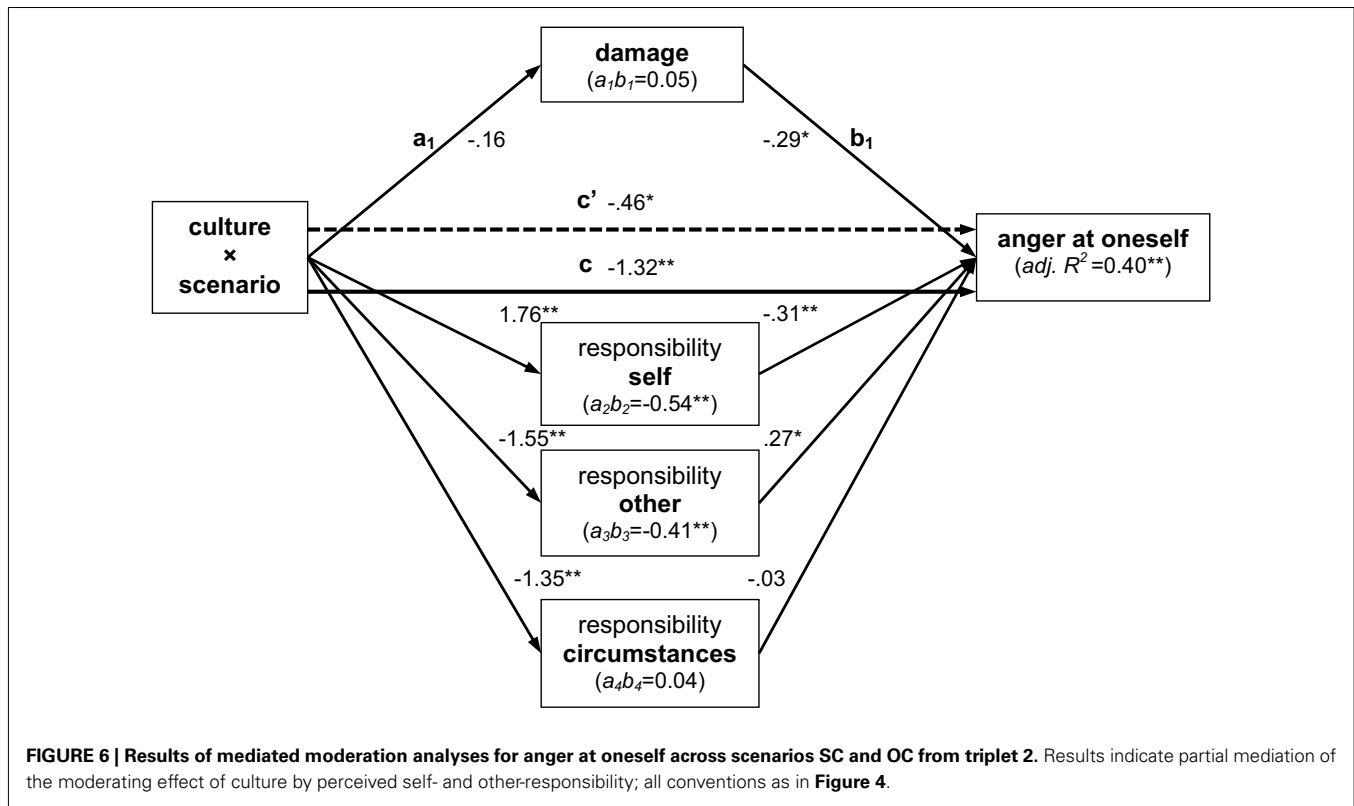 damage
(a₁b₁=0.05)
a₁ -.16
-.29* b₁
c' -.46*
culture
×
scenario
anger at oneself
(adj. R² =0.40**)
c -1.32**
1.76**
-.31**
responsibility
self
(a₂b₂=-0.54**)
-1.55**
.27*
responsibility
other
(a₃b₃=-0.41**)
-1.35**
-.03
responsibility
circumstances
(a₄b₄=0.04)
FIGURE 6 | Results of mediated moderation analyses for anger at oneself across scenarios SC and OC from triplet 2. Results indicate partial mediation of
the moderating effect of culture by perceived self- and other-responsibility; all conventions as in Figure 4.